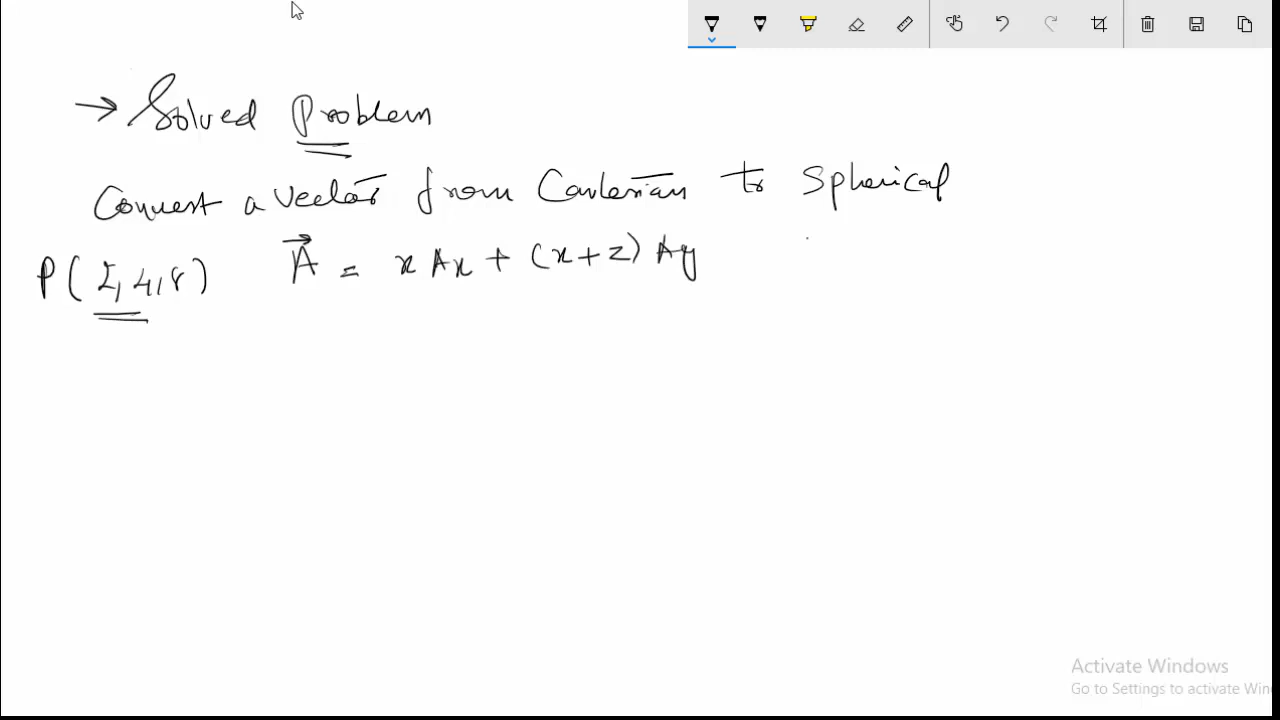 → Solved Problem
Convert a vector from Cartesian to Spherical
P(5,4,8) A⃗ = x Ax + (x+z) Ay
Activate Windows
Go to Settings to activate Win